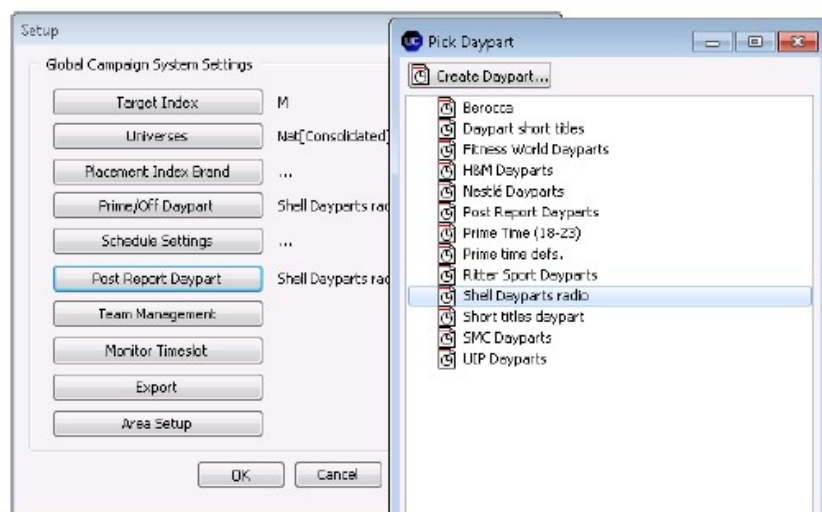 Setup
Global Campaign System Settings
Target Index M
Universes Nat[Consolidated]
Placement Index Brand ...
Prime/Off Daypart Shell Dayparts rad
Schedule Settings ...
Post Report Daypart Shell Dayparts rad
Team Management
Monitor Timeslot
Export
Area Setup
OK Cancel
UC Pick Daypart
Create Daypart...
Berocca
Daypart short titles
Fitness World Dayparts
H&M Dayparts
Nestlé Dayparts
Post Report Dayparts
Prime Time (18-23)
Prime time defs.
Ritter Sport Dayparts
Shell Dayparts radio
Short titles daypart
SMC Dayparts
UIP Dayparts